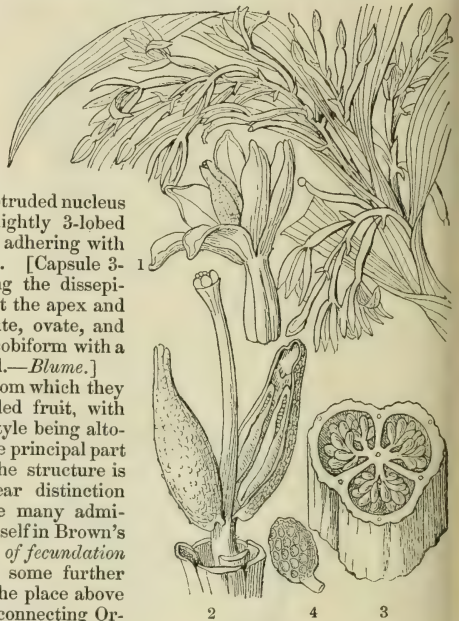 truded nucleus
ightly 3-lobed
adhering with
. [Capsule 3-
g the dissepi-
t the apex and
te, ovate, and
obiform with a
l.—Blume.]
om which they
led fruit, with
tyle being alto-
e principal part
he structure is
ear distinction
e many admi-
self in Brown's
of fecundation
some further
he place above
connecting Or-
1
2 4 3